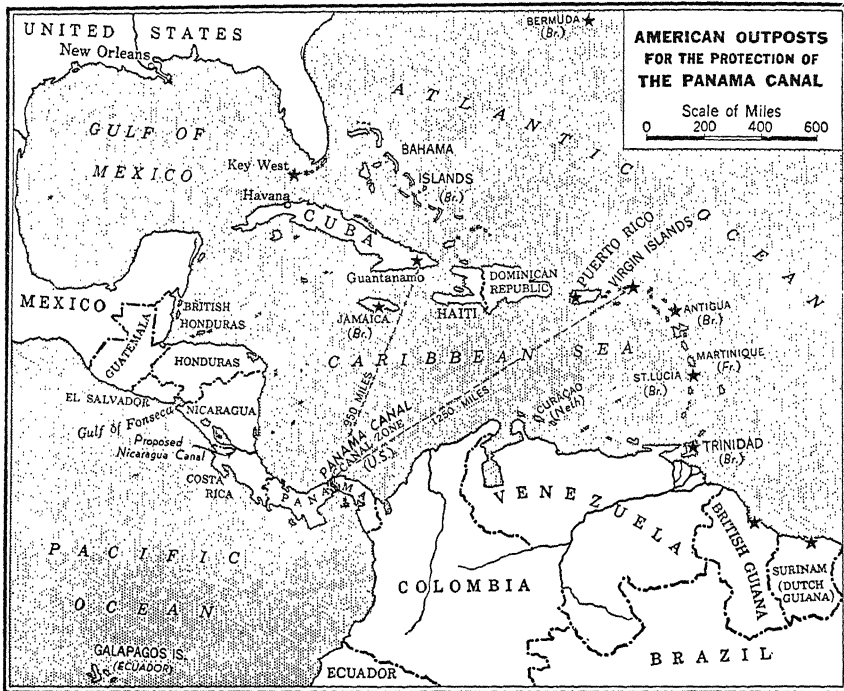 AMERICAN OUTPOSTS
FOR THE PROTECTION OF
THE PANAMA CANAL
Scale of Miles
0 200 400 600
BERMUDA
(Br.)
UNITED STATES
New Orleans
ATLANTIC
OCEAN
GULF OF
MEXICO
BAHAMA
ISLANDS
(Br.)
Key West
Havana
CUBA
Guantanamo
PUERTO RICO
VIRGIN ISLANDS
DOMINICAN
REPUBLIC
HAITI
JAMAICA
(Br.)
MEXICO
BRITISH
HONDURAS
GUATEMALA
HONDURAS
ANTIGUA
(Br.)
CARIBBEAN SEA
MARTINIQUE
(Fr.)
ST. LUCIA
(Br.)
EL SALVADOR
NICARAGUA
Gulf of Fonseca
Proposed
Nicaragua Canal
950 MILES
1250 MILES
CURAÇAO
(Neth)
PANAMA CANAL
CANAL-ZONE
(U.S.)
TRINIDAD
(Br.)
COSTA
RICA
PANAMA
VENEZUELA
BRITISH GUIANA
SURINAM
(DUTCH
GUIANA)
PACIFIC
OCEAN
COLOMBIA
GALAPAGOS IS.
(ECUADOR)
ECUADOR
BRAZIL